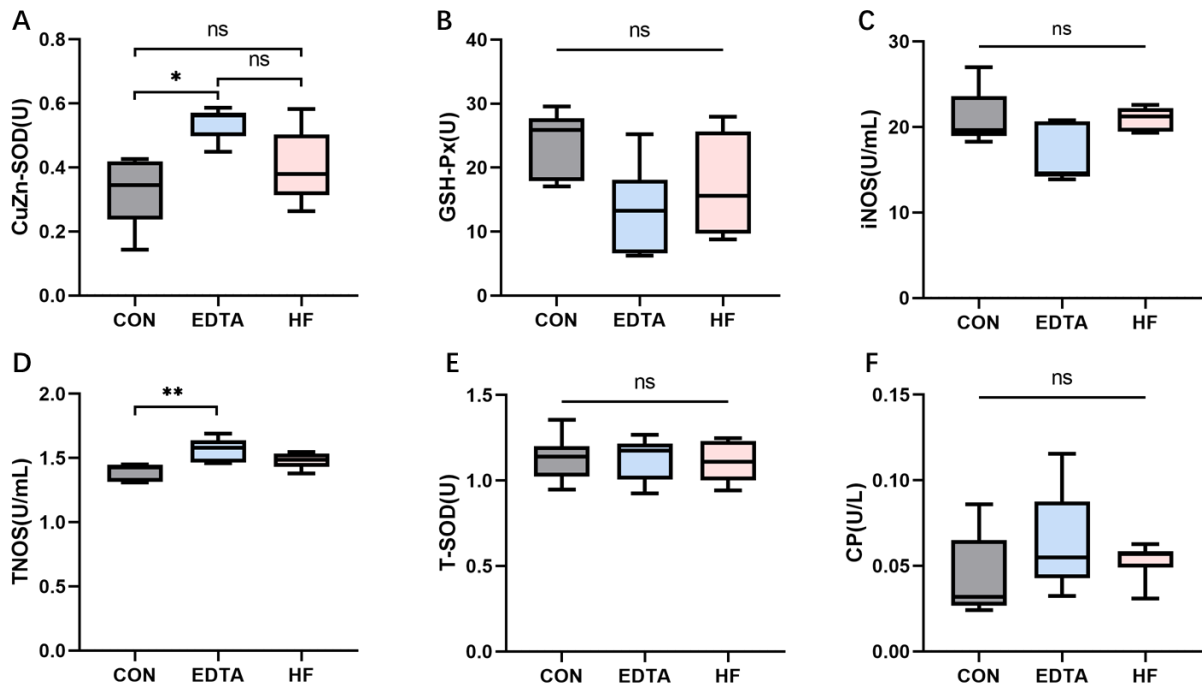 A
CuZn-SOD(U)
0.8
0.6
0.4
0.2
0.0
ns
ns
*
CON EDTA HF
B
GSH-Px(U)
40
30
20
10
0
ns
CON EDTA HF
C
iNOS(U/mL)
30
20
10
0
ns
CON EDTA HF
D
TNOS(U/mL)
2.0
1.5
1.0
0.5
0.0
**
CON EDTA HF
E
T-SOD(U)
1.5
1.0
0.5
0.0
ns
CON EDTA HF
F
CP(U/L)
0.15
0.10
0.05
0.00
ns
CON EDTA HF